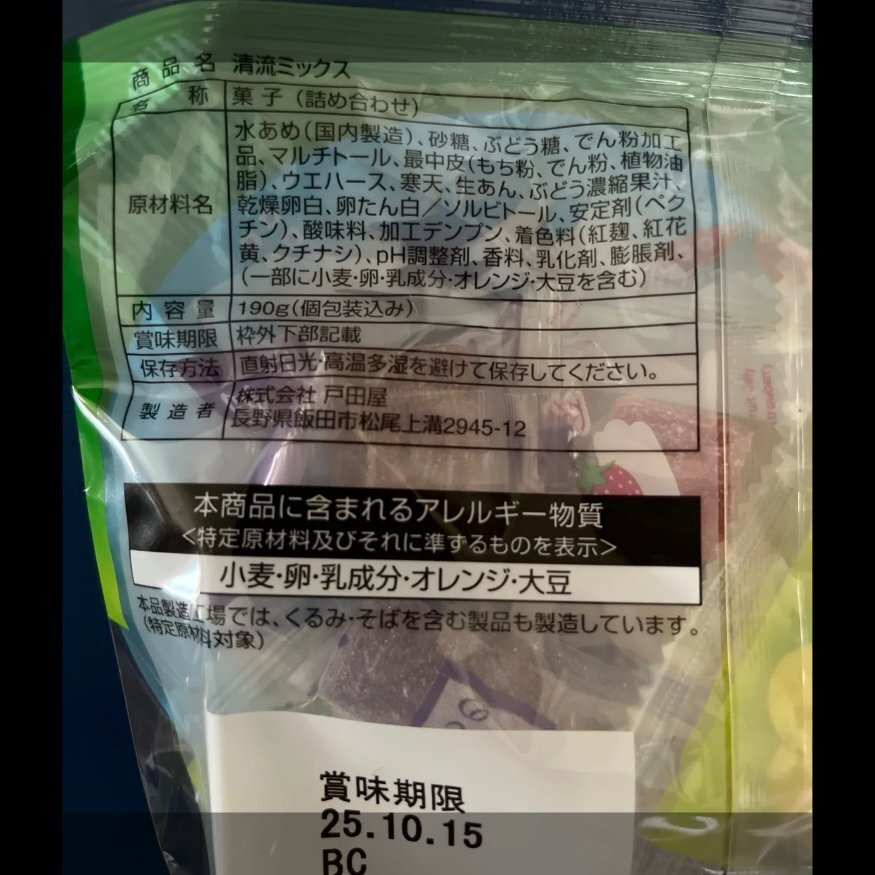 商品名 清流ミックス
名称 菓子(詰め合わせ)
原材料名
水あめ(国内製造)、砂糖、ぶどう糖、でん粉加工
品、マルチトール、最中皮(もち粉、でん粉、植物油
脂)、ウエハース、寒天、生あん、ぶどう濃縮果汁、
乾燥卵白、卵たん白/ソルビトール、安定剤(ペク
チン)、酸味料、加工デンプン、着色料(紅麹、紅花
黄、クチナシ)、pH調整剤、香料、乳化剤、膨脹剤、
(一部に小麦・卵・乳成分・オレンジ・大豆を含む)
内容量 190g(個包装込み)
賞味期限 枠外下部記載
保存方法 直射日光・高温多湿を避けて保存してください。
製造者 株式会社 戸田屋
長野県飯田市松尾上溝2945-12
本商品に含まれるアレルギー物質
<特定原材料及びそれに準ずるものを表示>
小麦・卵・乳成分・オレンジ・大豆
本品製造工場では、くるみ・そばを含む製品も製造しています。
(特定原材料対象)
賞味期限
25.10.15
BC